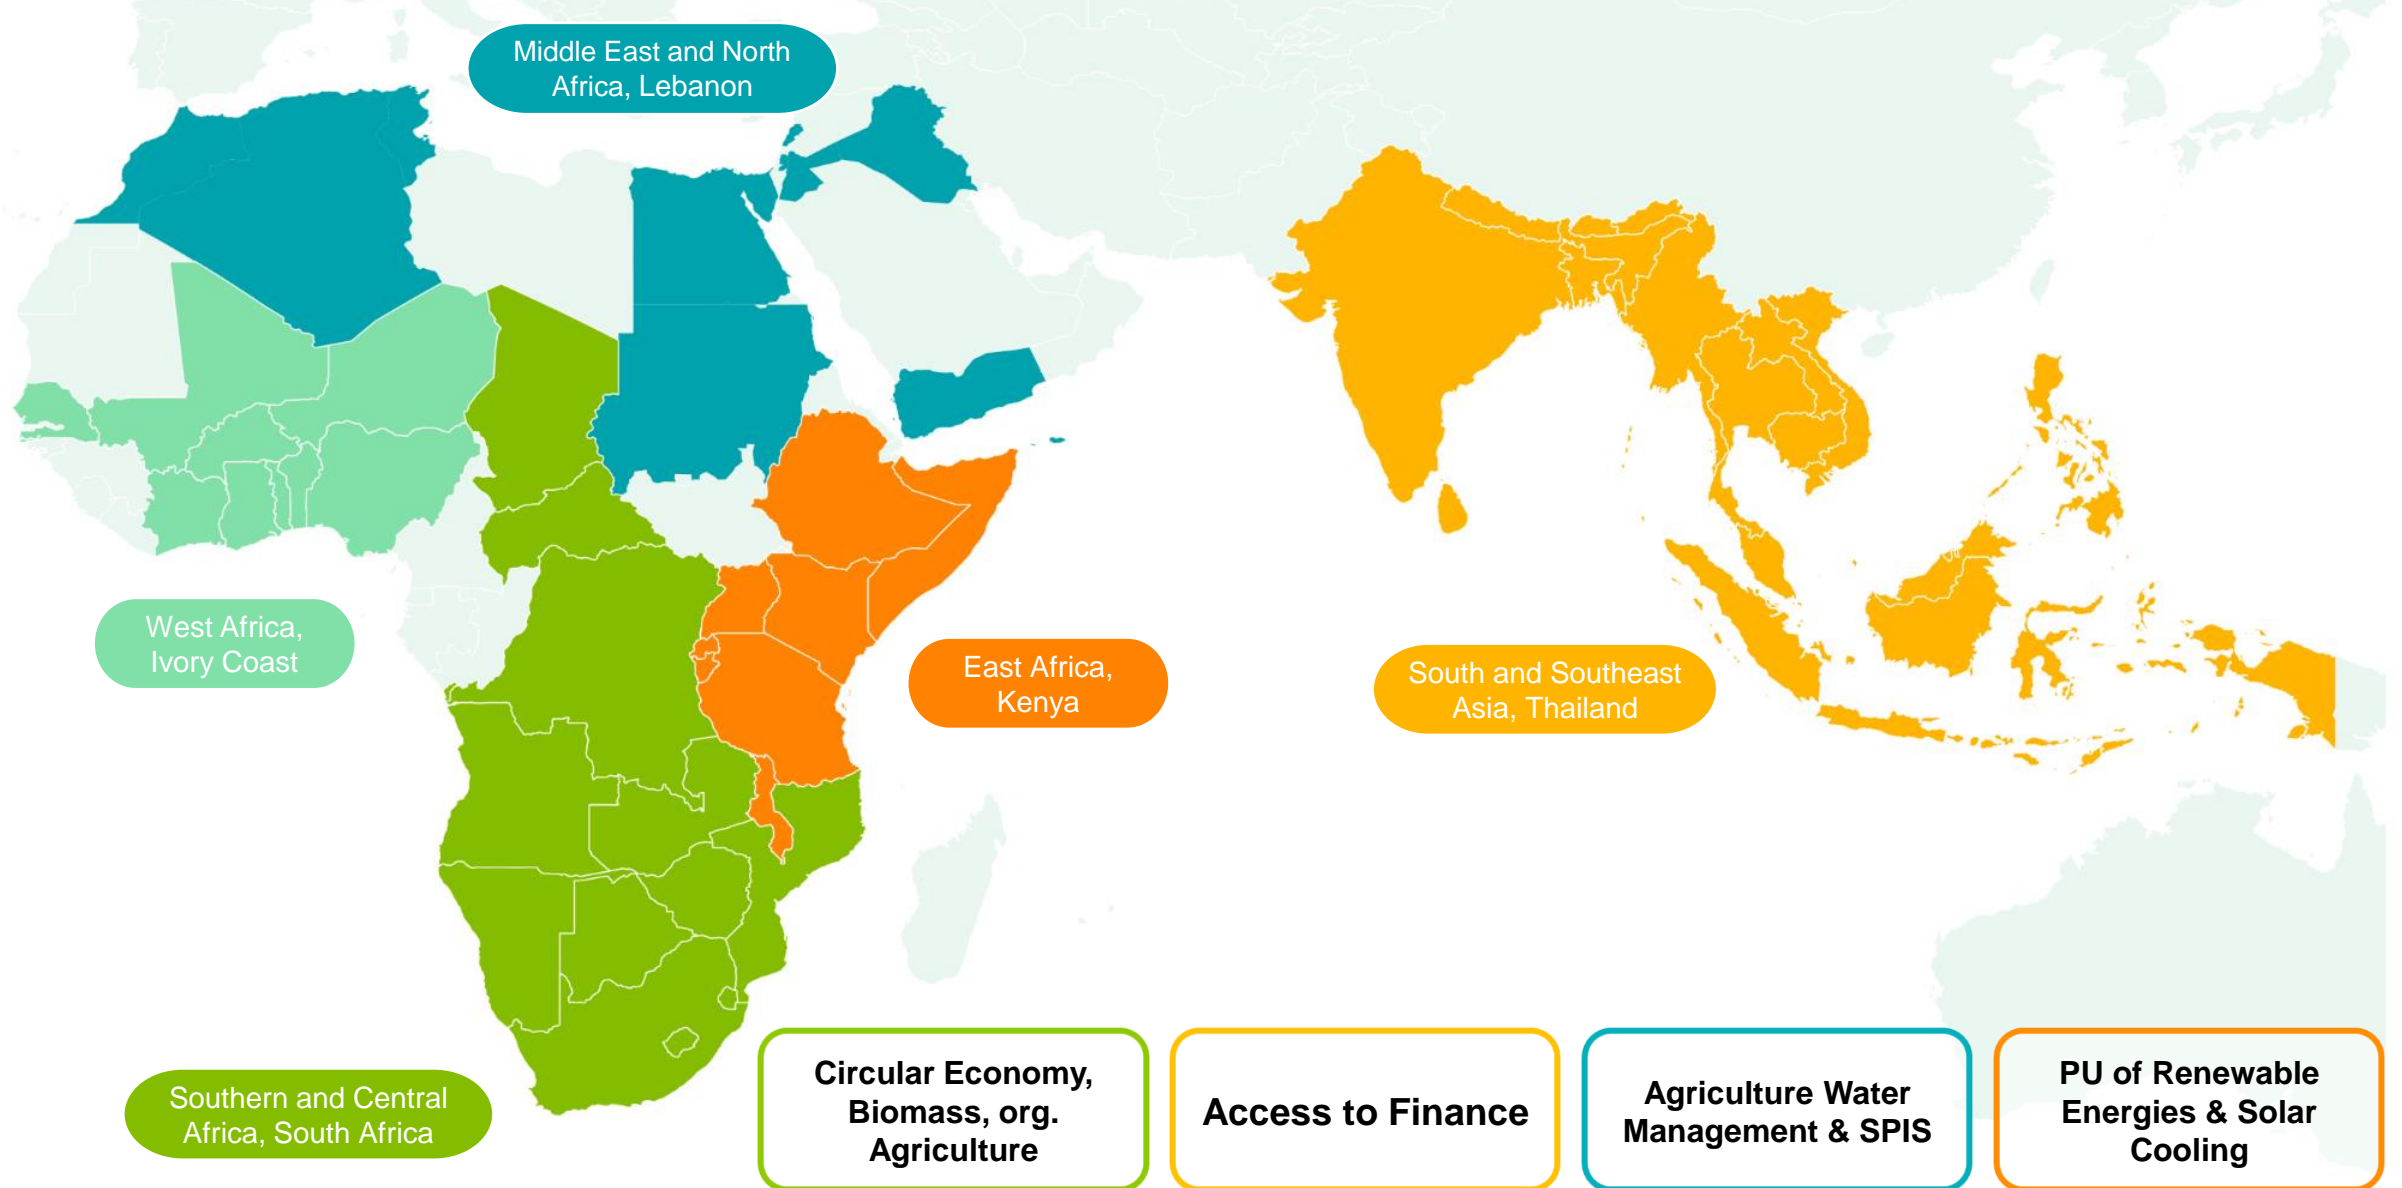 Middle East and North
Africa, Lebanon
West Africa,
Ivory Coast
East Africa,
Kenya
South and Southeast
Asia, Thailand
Southern and Central
Africa, South Africa
Circular Economy,
Biomass, org.
Agriculture
Access to Finance
Agriculture Water
Management & SPIS
PU of Renewable
Energies & Solar
Cooling